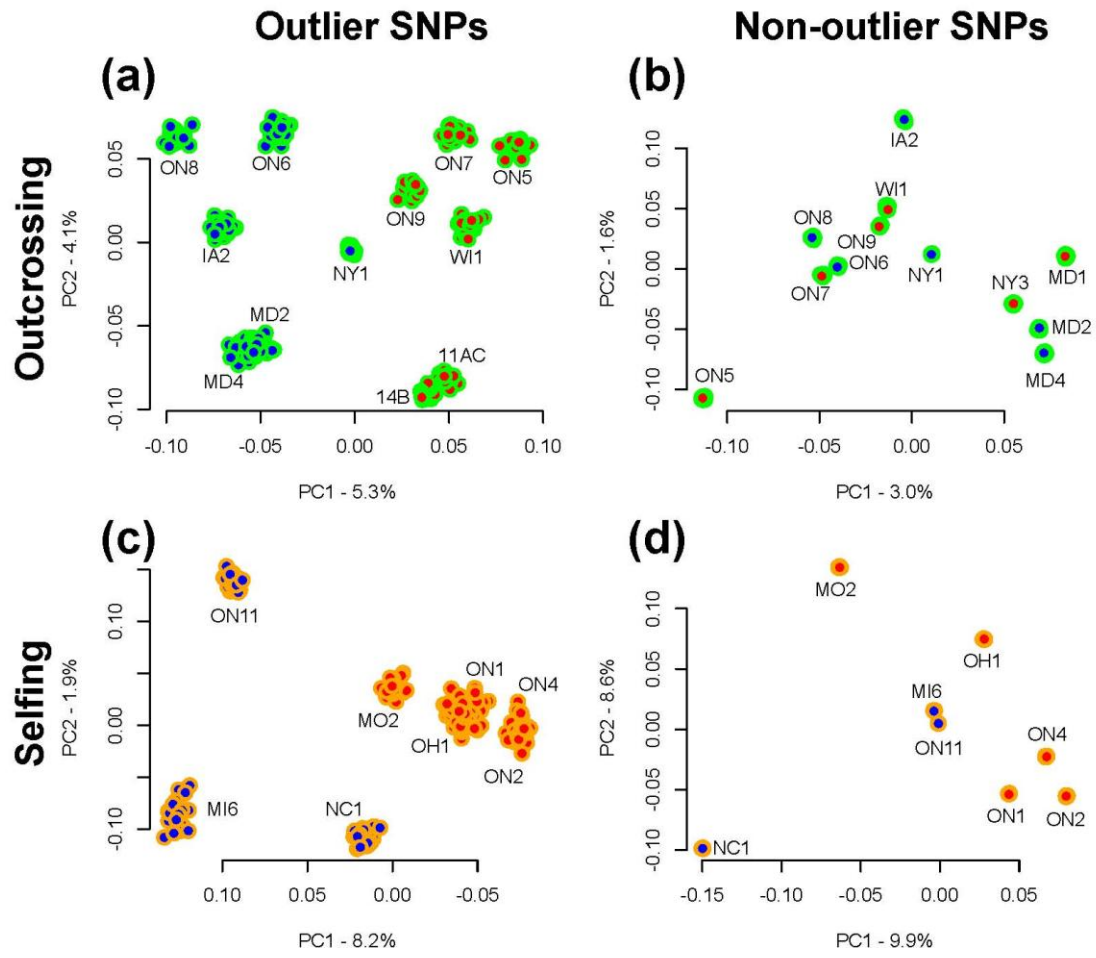 Outlier SNPs
Non-outlier SNPs
Outcrossing
Selfing
(a)
ON8
ON6
ON7
ON5
ON9
IA2
WI1
NY1
MD2
MD4
11AC
14B
0.05
0.00
-0.05
-0.10
PC2 - 4.1%
-0.10
-0.05
0.00
0.05
0.10
PC1 - 5.3%
(b)
IA2
WI1
ON8
ON9
ON6
ON7
NY1
MD1
NY3
MD2
MD4
ON5
0.10
0.05
0.00
-0.05
-0.10
PC2 - 1.6%
-0.10
-0.05
0.00
0.05
PC1 - 3.0%
(c)
ON11
ON1
ON4
MO2
OH1
ON2
MI6
NC1
0.10
0.00
-0.10
PC2 - 1.9%
0.10
0.05
0.00
-0.05
PC1 - 8.2%
(d)
MO2
OH1
MI6
ON11
ON4
ON1
ON2
NC1
0.10
0.05
0.00
-0.05
-0.10
PC2 - 8.6%
-0.15
-0.10
-0.05
0.00
0.05
PC1 - 9.9%